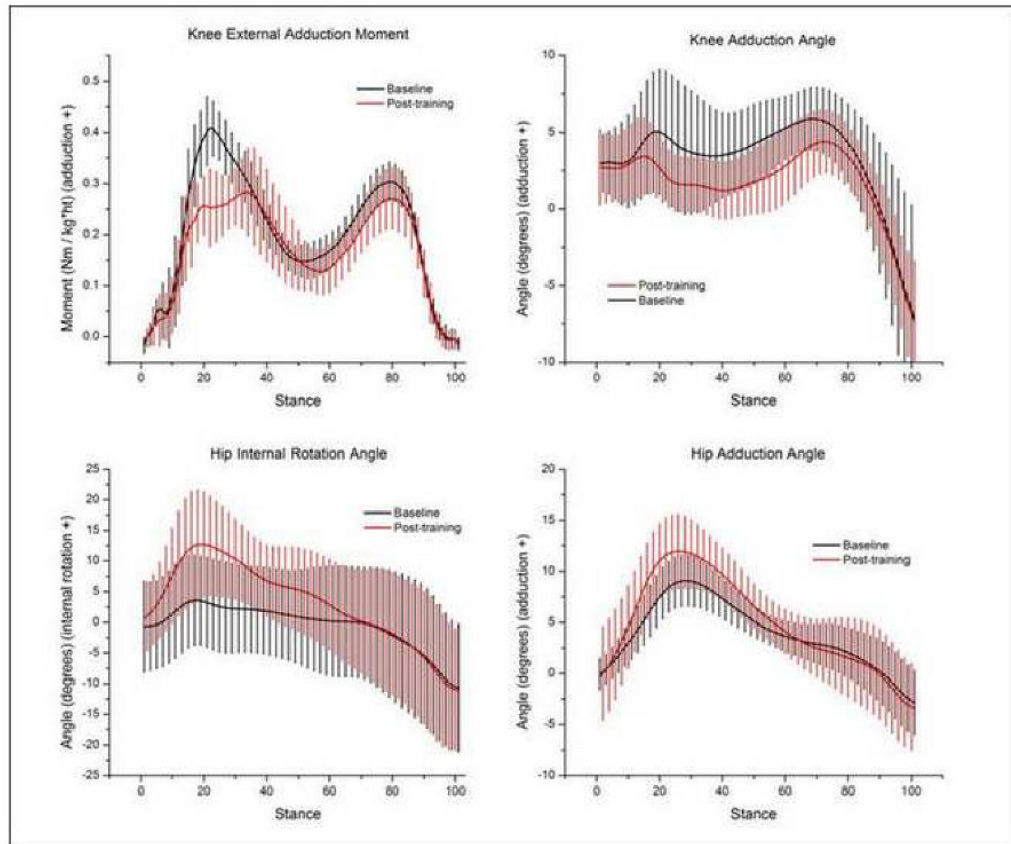 Knee External Adduction Moment
Moment (Nm / kg*ht) (adduction +)
0.5
0.4
0.3
0.2
0.1
0.0
Baseline
Post-training
0 20 40 60 80 100
Stance
Knee Adduction Angle
Angle (degrees) (adduction +)
10
5
0
-5
-10
Post-training
Baseline
0 20 40 60 80 100
Stance
Hip Internal Rotation Angle
Angle (degrees) (internal rotation +)
25
20
15
10
5
0
-5
-10
-15
-20
-25
Baseline
Post-training
0 20 40 60 80 100
Stance
Hip Adduction Angle
Angle (degrees) (adduction +)
20
15
10
5
0
-5
-10
Baseline
Post-training
0 20 40 60 80 100
Stance